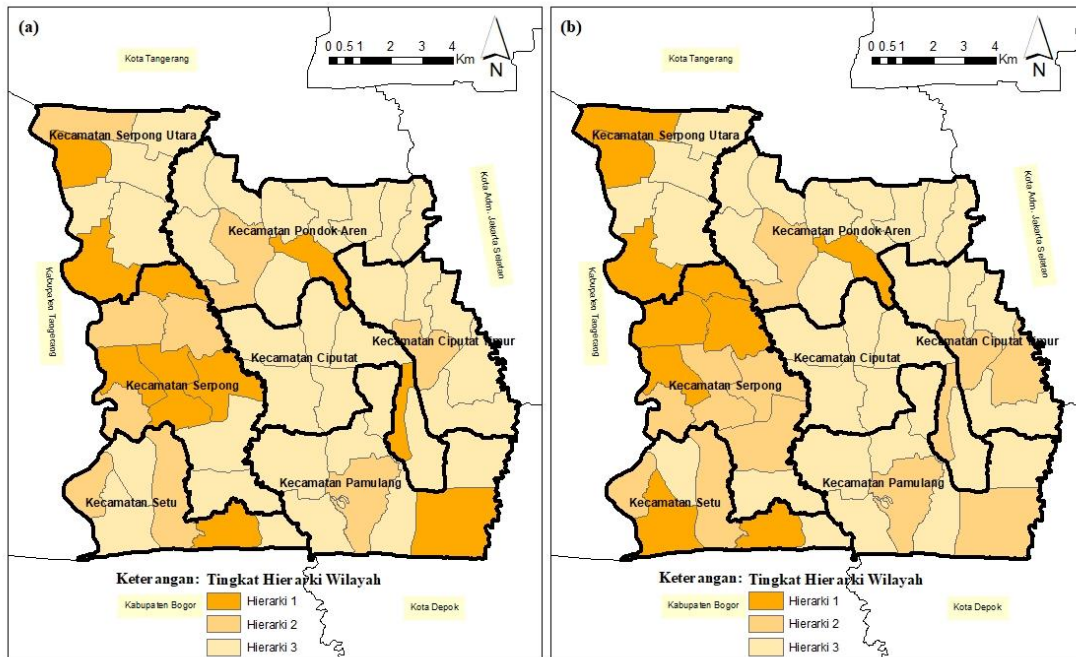 (a)
Kota Tangerang
0 0.5 1 2 3 4
Km
N
Kecamatan Serpong Utara
Kecamatan Pondok Aren
Kota Adm. Jakarta Selatan
Kabupaten Tangerang
Kecamatan Ciputat Timur
Kecamatan Ciputat
Kecamatan Serpong
Kecamatan Pamulang
Kecamatan Setu
Keterangan: Tingkat Hierarki Wilayah
Kabupaten Bogor
Kota Depok
Hierarki 1
Hierarki 2
Hierarki 3
(b)
Kota Tangerang
0 0.5 1 2 3 4
Km
N
Kecamatan Serpong Utara
Kecamatan Pondok Aren
Kota Adm. Jakarta Selatan
Kabupaten Tangerang
Kecamatan Ciputat Timur
Kecamatan Ciputat
Kecamatan Serpong
Kecamatan Pamulang
Kecamatan Setu
Keterangan: Tingkat Hierarki Wilayah
Kabupaten Bogor
Kota Depok
Hierarki 1
Hierarki 2
Hierarki 3